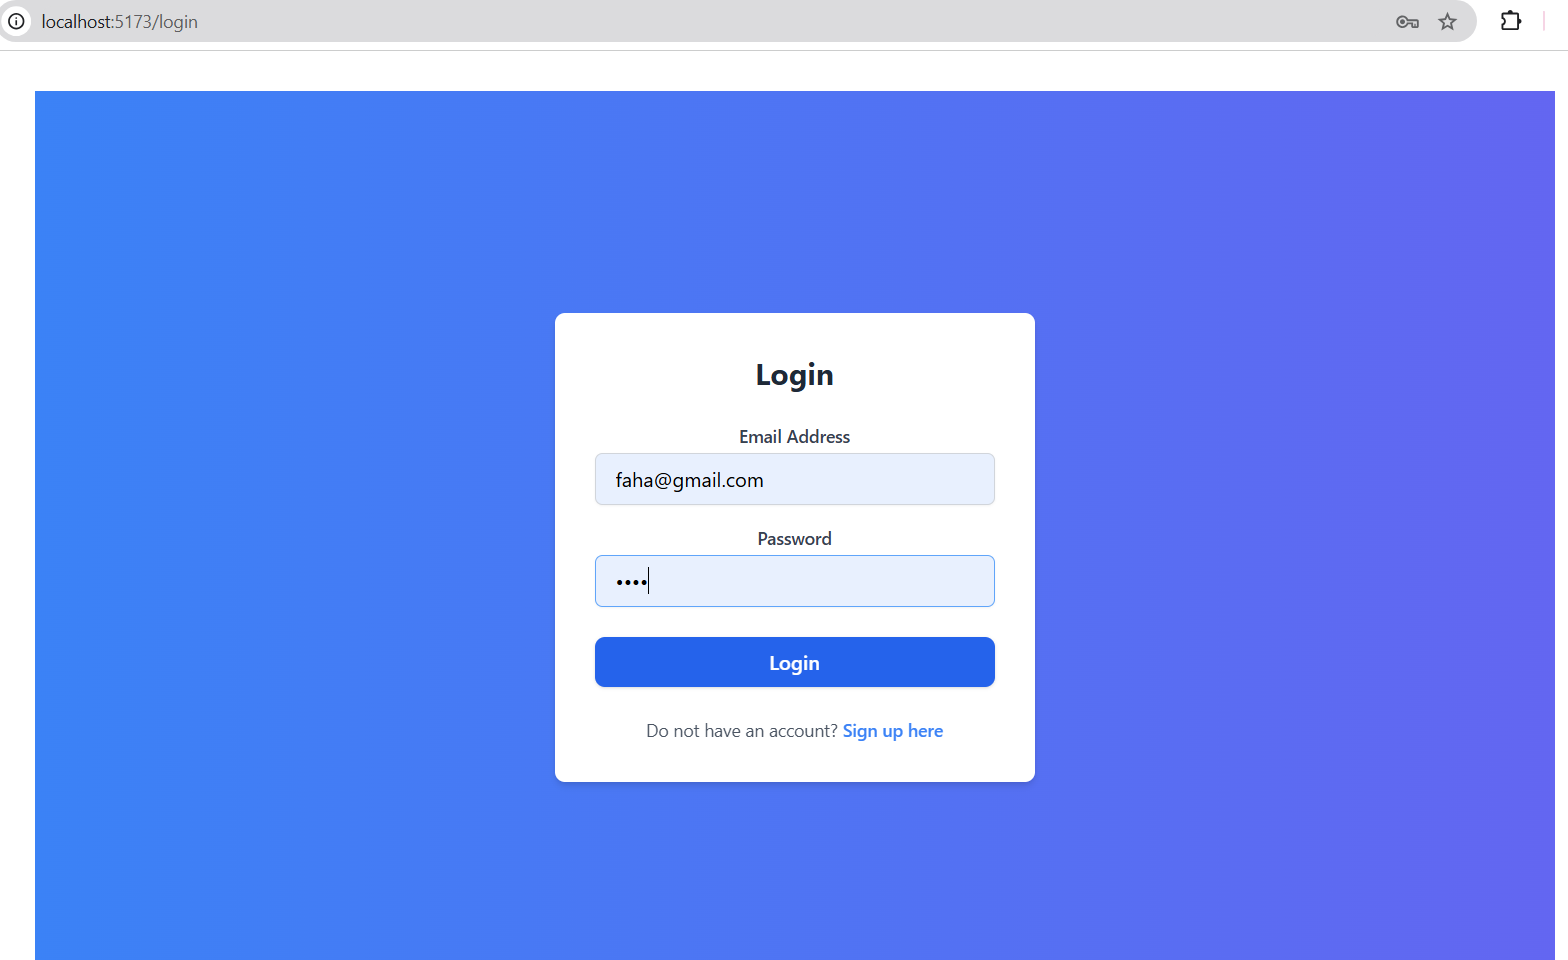 localhost:5173/login
Login
Email Address
faha@gmail.com
Password
••••
Login
Do not have an account? Sign up here